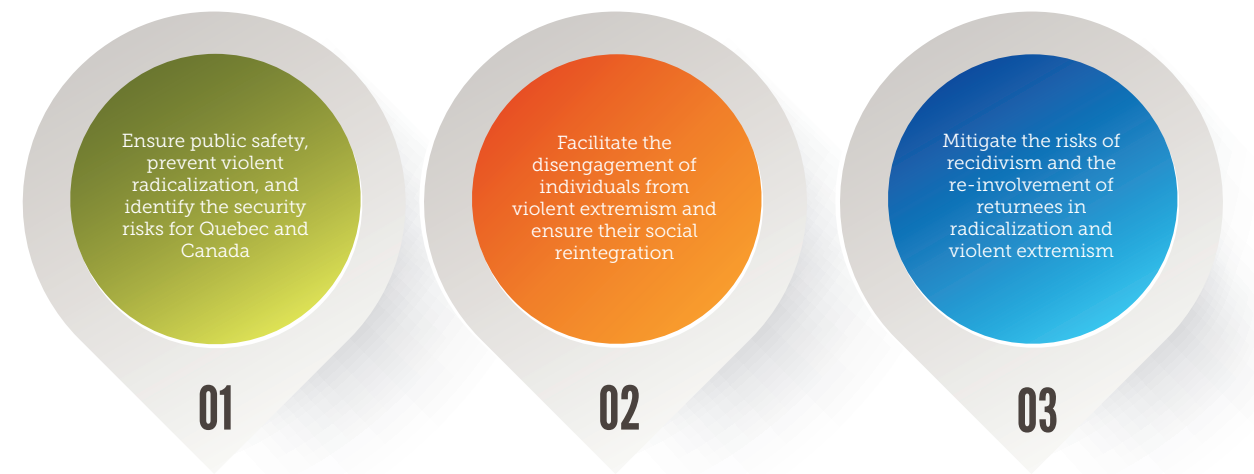 Ensure public safety,
prevent violent
radicalization, and
identify the security
risks for Quebec and
Canada
01
Facilitate the
disengagement of
individuals from
violent extremism and
ensure their social
reintegration
02
Mitigate the risks of
recidivism and the
re-involvement of
returnees in
radicalization and
violent extremism
03